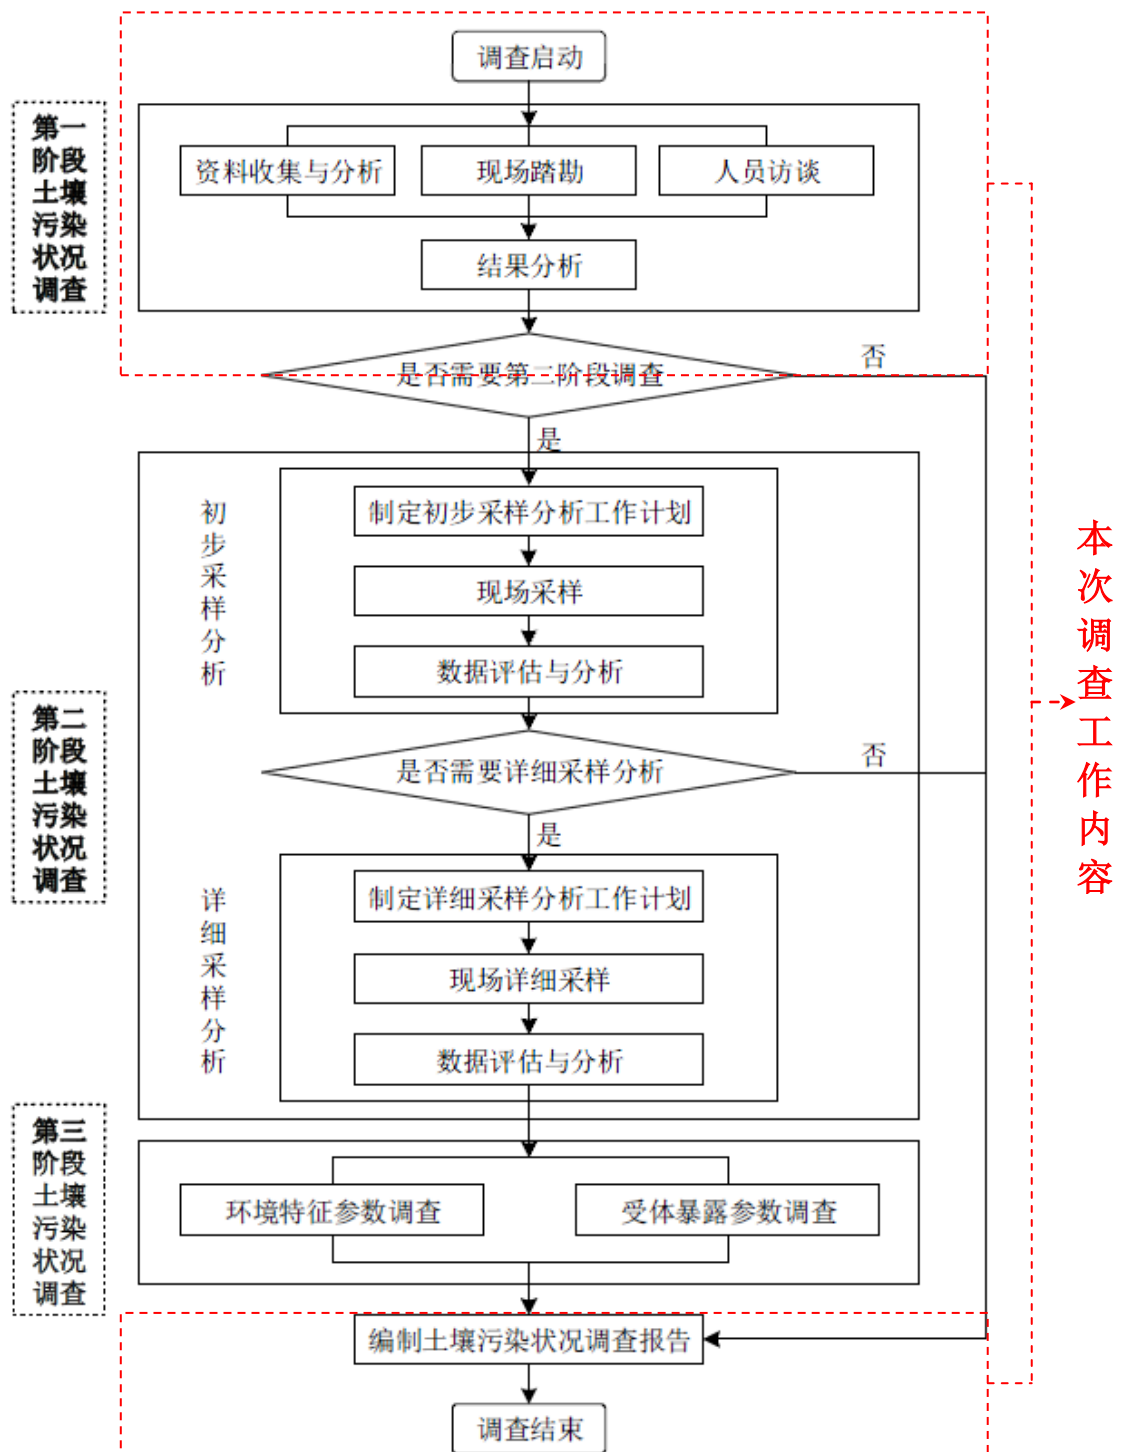 调查启动
第一
阶段
土壤
污染
状况
调查
资料收集与分析
现场踏勘
人员访谈
结果分析
是否需要第二阶段调查
否
是
初
步
采
样
分
析
制定初步采样分析工作计划
现场采样
数据评估与分析
第二
阶段
土壤
污染
状况
调查
是否需要详细采样分析
否
是
详
细
采
样
分
析
制定详细采样分析工作计划
现场详细采样
数据评估与分析
第三
阶段
土壤
污染
状况
调查
环境特征参数调查
受体暴露参数调查
编制土壤污染状况调查报告
调查结束
本
次
调
查
工
作
内
容